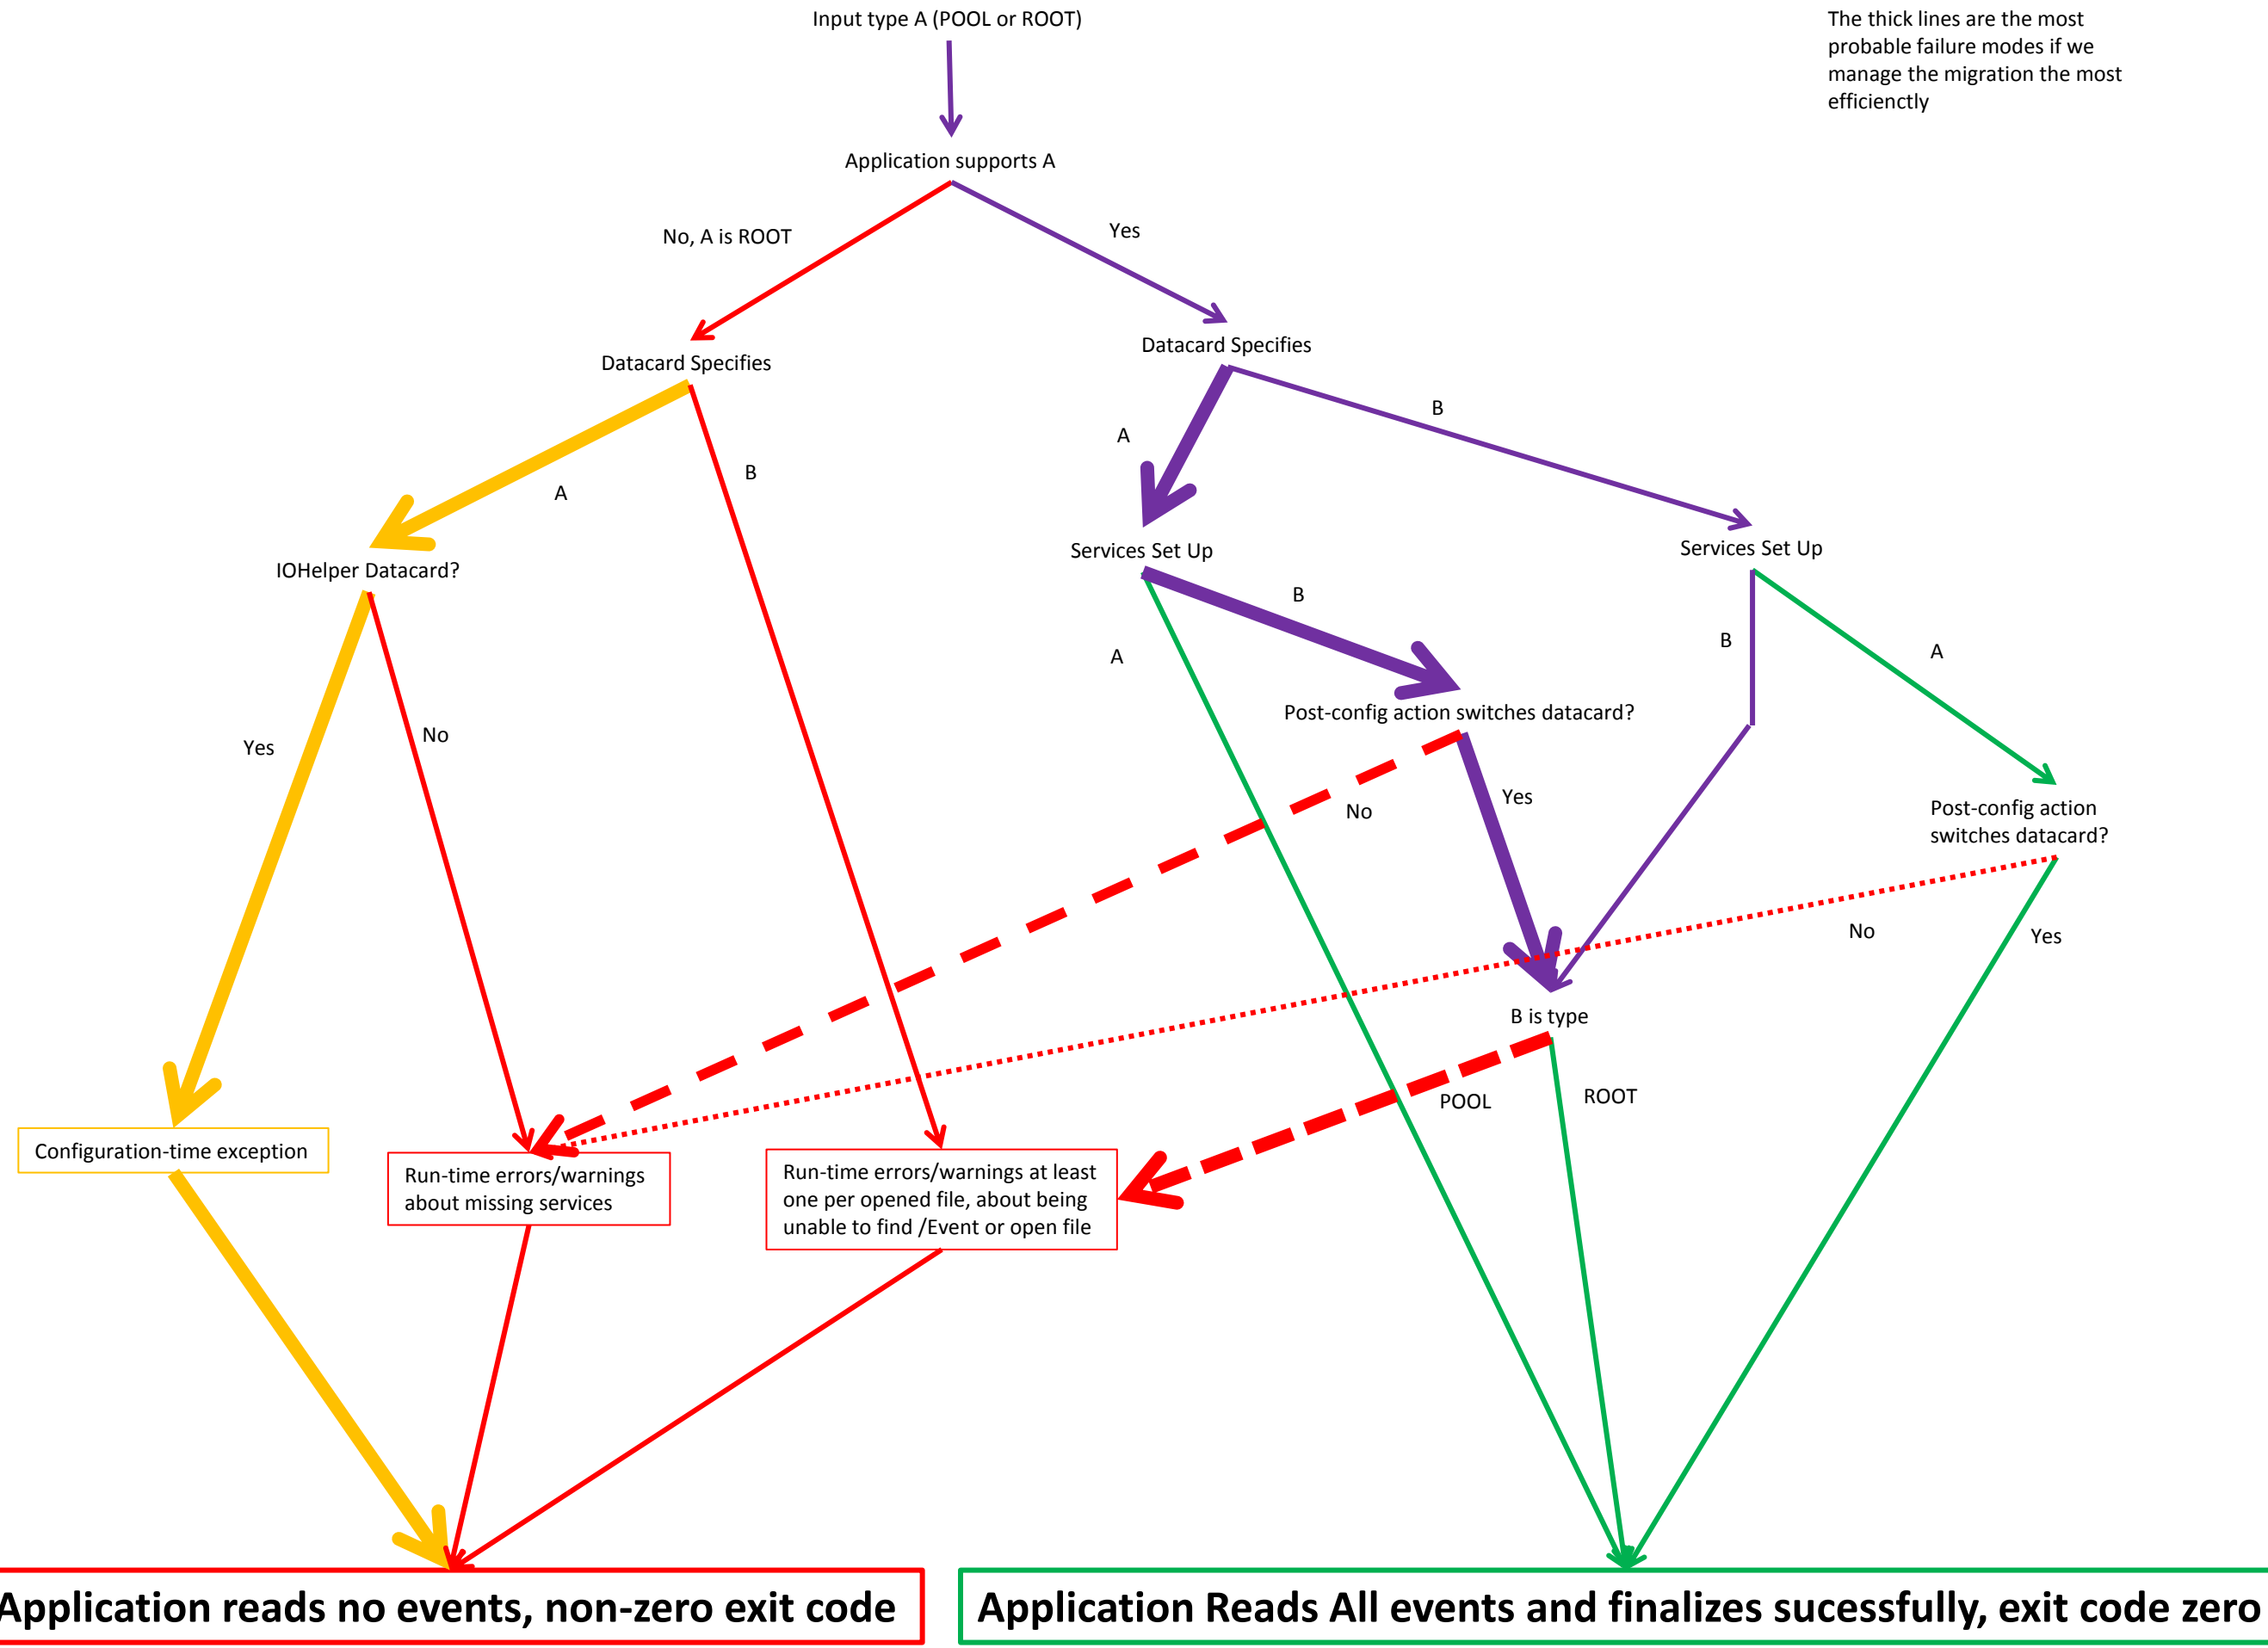 Input type A (POOL or ROOT)
The thick lines are the most
probable failure modes if we
manage the migration the most
efficienctly
Application supports A
No, A is ROOT
Yes
Datacard Specifies
Datacard Specifies
A
B
A
B
IOHelper Datacard?
Services Set Up
Services Set Up
Yes
No
A
B
B
A
Post-config action switches datacard?
Post-config action
switches datacard?
No
Yes
No
Yes
B is type
POOL
ROOT
Configuration-time exception
Run-time errors/warnings
about missing services
Run-time errors/warnings at least
one per opened file, about being
unable to find /Event or open file
Application reads no events, non-zero exit code
Application Reads All events and finalizes sucessfully, exit code zero